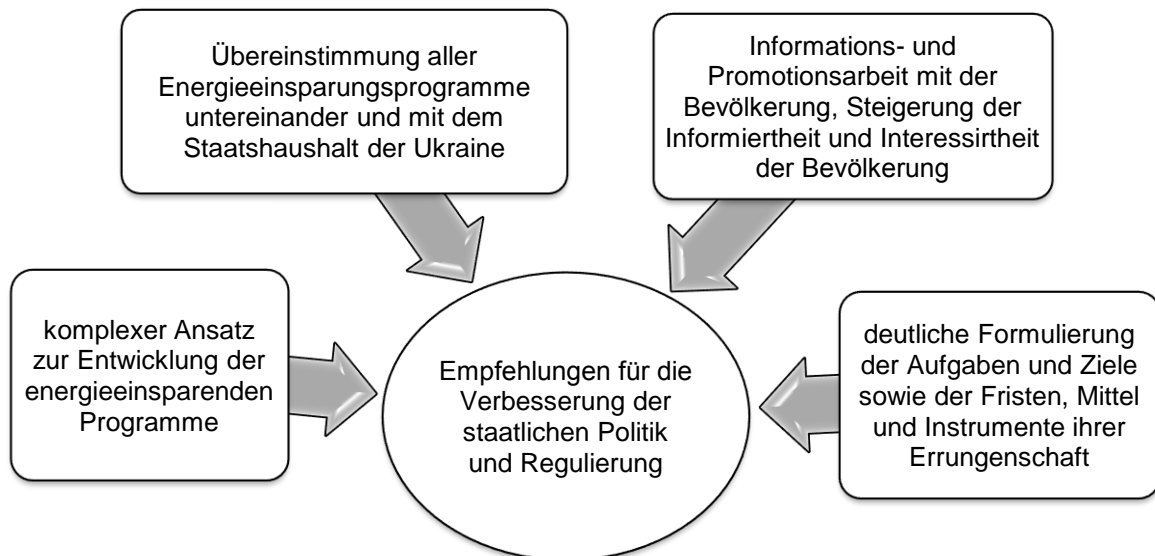 Übereinstimmung aller
Energieeinsparungsprogramme
untereinander und mit dem
Staatshaushalt der Ukraine
Informations- und
Promotionsarbeit mit der
Bevölkerung, Steigerung der
Informiertheit und Interessirtheit
der Bevölkerung
komplexer Ansatz
zur Entwicklung der
energieeinsparenden
Programme
Empfehlungen für die
Verbesserung der
staatlichen Politik
und Regulierung
deutliche Formulierung
der Aufgaben und Ziele
sowie der Fristen, Mittel
und Instrumente ihrer
Errungenschaft